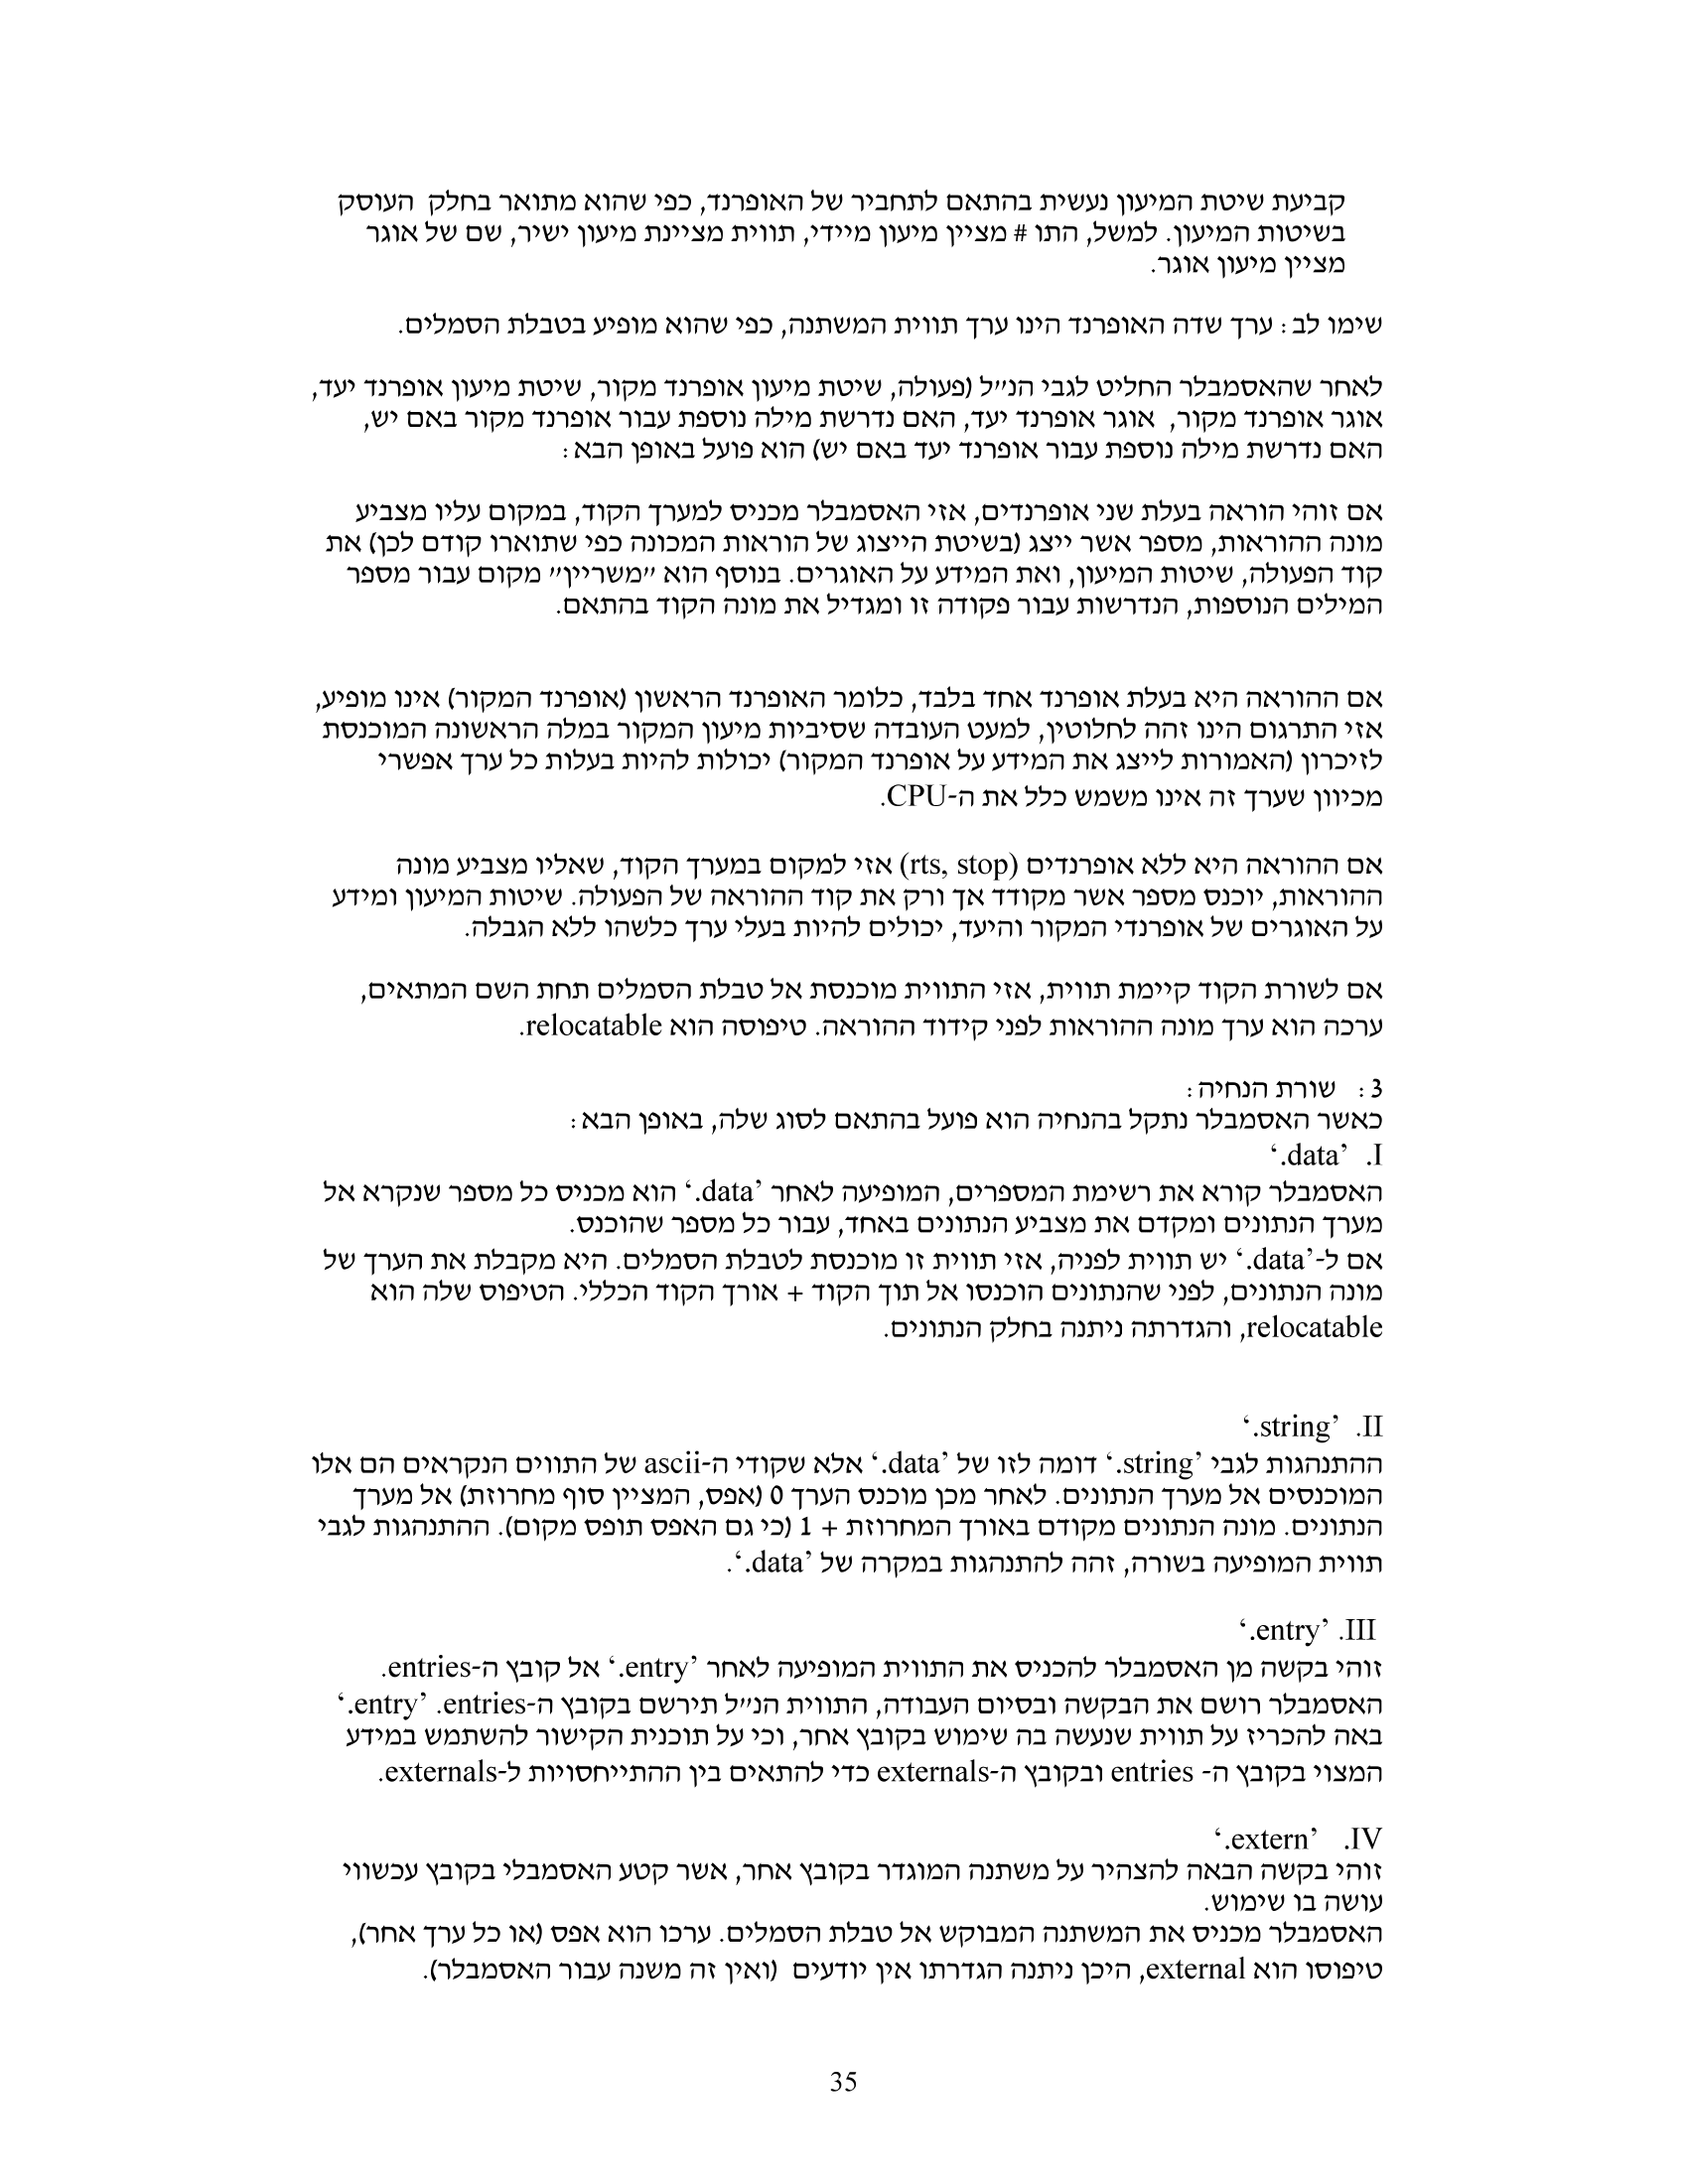 קביעת שיטת המיעון נעשית בהתאם לתחביר של האופרנד, כפי שהוא מתואר בחלק  העוסק
בשיטות המיעון. למשל, התו # מציין מיעון מיידי, תווית מציינת מיעון ישיר, שם של אוגר
מציין מיעון אוגר.
שימו לב: ערך שדה האופרנד הינו ערך תווית המשתנה, כפי שהוא מופיע בטבלת הסמלים.
לאחר שהאסמבלר החליט לגבי הנ״ל (פעולה, שיטת מיעון אופרנד מקור, שיטת מיעון אופרנד יעד,
אוגר אופרנד מקור,  אוגר אופרנד יעד, האם נדרשת מילה נוספת עבור אופרנד מקור באם יש,
האם נדרשת מילה נוספת עבור אופרנד יעד באם יש) הוא פועל באופן הבא:
אם זוהי הוראה בעלת שני אופרנדים, אזי האסמבלר מכניס למערך הקוד, במקום עליו מצביע
מונה ההוראות, מספר אשר ייצג (בשיטת הייצוג של הוראות המכונה כפי שתוארו קודם לכן) את
קוד הפעולה, שיטות המיעון, ואת המידע על האוגרים. בנוסף הוא ״משריין״ מקום עבור מספר
המילים הנוספות, הנדרשות עבור פקודה זו ומגדיל את מונה הקוד בהתאם.
אם ההוראה היא בעלת אופרנד אחד בלבד, כלומר האופרנד הראשון (אופרנד המקור) אינו מופיע,
אזי התרגום הינו זהה לחלוטין, למעט העובדה שסיביות מיעון המקור במלה הראשונה המוכנסת
לזיכרון (האמורות לייצג את המידע על אופרנד המקור) יכולות להיות בעלות כל ערך אפשרי
מכיוון שערך זה אינו משמש כלל את ה-CPU.
אם ההוראה היא ללא אופרנדים (rts, stop) אזי למקום במערך הקוד, שאליו מצביע מונה
ההוראות, יוכנס מספר אשר מקודד אך ורק את קוד ההוראה של הפעולה. שיטות המיעון ומידע
על האוגרים של אופרנדי המקור והיעד, יכולים להיות בעלי ערך כלשהו ללא הגבלה.
אם לשורת הקוד קיימת תווית, אזי התווית מוכנסת אל טבלת הסמלים תחת השם המתאים,
ערכה הוא ערך מונה ההוראות לפני קידוד ההוראה. טיפוסה הוא relocatable.
3:   שורת הנחיה:
כאשר האסמבלר נתקל בהנחיה הוא פועל בהתאם לסוג שלה, באופן הבא:
I.  ’data.‘
האסמבלר קורא את רשימת המספרים, המופיעה לאחר ’data.‘ הוא מכניס כל מספר שנקרא אל
מערך הנתונים ומקדם את מצביע הנתונים באחד, עבור כל מספר שהוכנס.
אם ל-’data.‘ יש תווית לפניה, אזי תווית זו מוכנסת לטבלת הסמלים. היא מקבלת את הערך של
מונה הנתונים, לפני שהנתונים הוכנסו אל תוך הקוד + אורך הקוד הכללי. הטיפוס שלה הוא
relocatable, והגדרתה ניתנה בחלק הנתונים.
II.  ’string.‘
ההתנהגות לגבי ’string.‘ דומה לזו של ’data.‘ אלא שקודי ה-ascii של התווים הנקראים הם אלו
המוכנסים אל מערך הנתונים. לאחר מכן מוכנס הערך 0 (אפס, המציין סוף מחרוזת) אל מערך
הנתונים. מונה הנתונים מקודם באורך המחרוזת + 1 (כי גם האפס תופס מקום). ההתנהגות לגבי
תווית המופיעה בשורה, זהה להתנהגות במקרה של ’data.‘.
III. ’entry.‘
זוהי בקשה מן האסמבלר להכניס את התווית המופיעה לאחר ’entry.‘ אל קובץ ה-entries.
האסמבלר רושם את הבקשה ובסיום העבודה, התווית הנ״ל תירשם בקובץ ה-entries. ’entry.‘
באה להכריז על תווית שנעשה בה שימוש בקובץ אחר, וכי על תוכנית הקישור להשתמש במידע
המצוי בקובץ ה- entries ובקובץ ה-externals כדי להתאים בין ההתייחסויות ל-externals.
IV.   ’extern.‘
זוהי בקשה הבאה להצהיר על משתנה המוגדר בקובץ אחר, אשר קטע האסמבלי בקובץ עכשווי
עושה בו שימוש.
האסמבלר מכניס את המשתנה המבוקש אל טבלת הסמלים. ערכו הוא אפס (או כל ערך אחר),
טיפוסו הוא external, היכן ניתנה הגדרתו אין יודעים  (ואין זה משנה עבור האסמבלר).
35